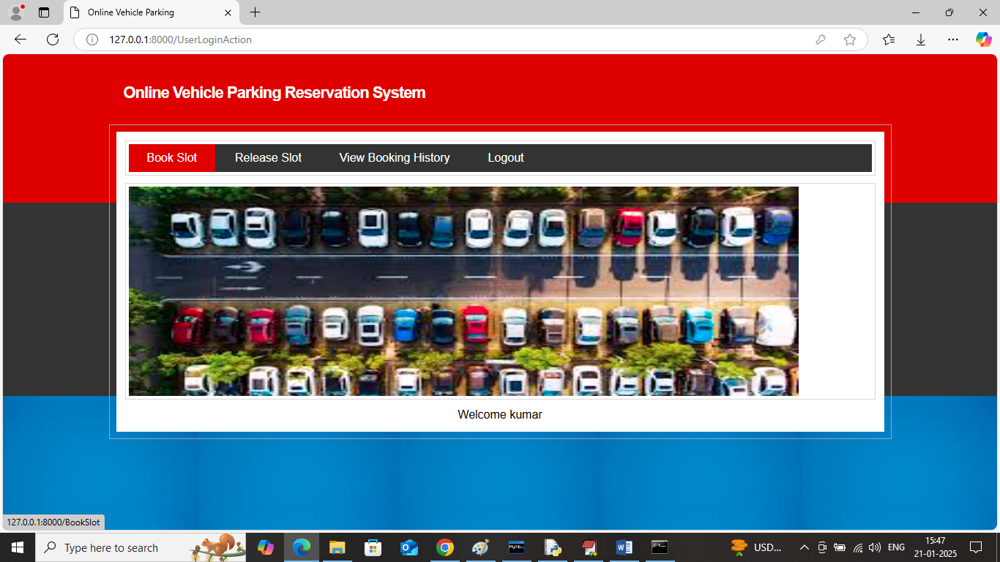 Online Vehicle Parking
127.0.0.1:8000/UserLoginAction
Online Vehicle Parking Reservation System
Book Slot Release Slot View Booking History Logout
Welcome kumar
127.0.0.1:8000/BookSlot
Type here to search
USD...
ENG
15:47
21-01-2025